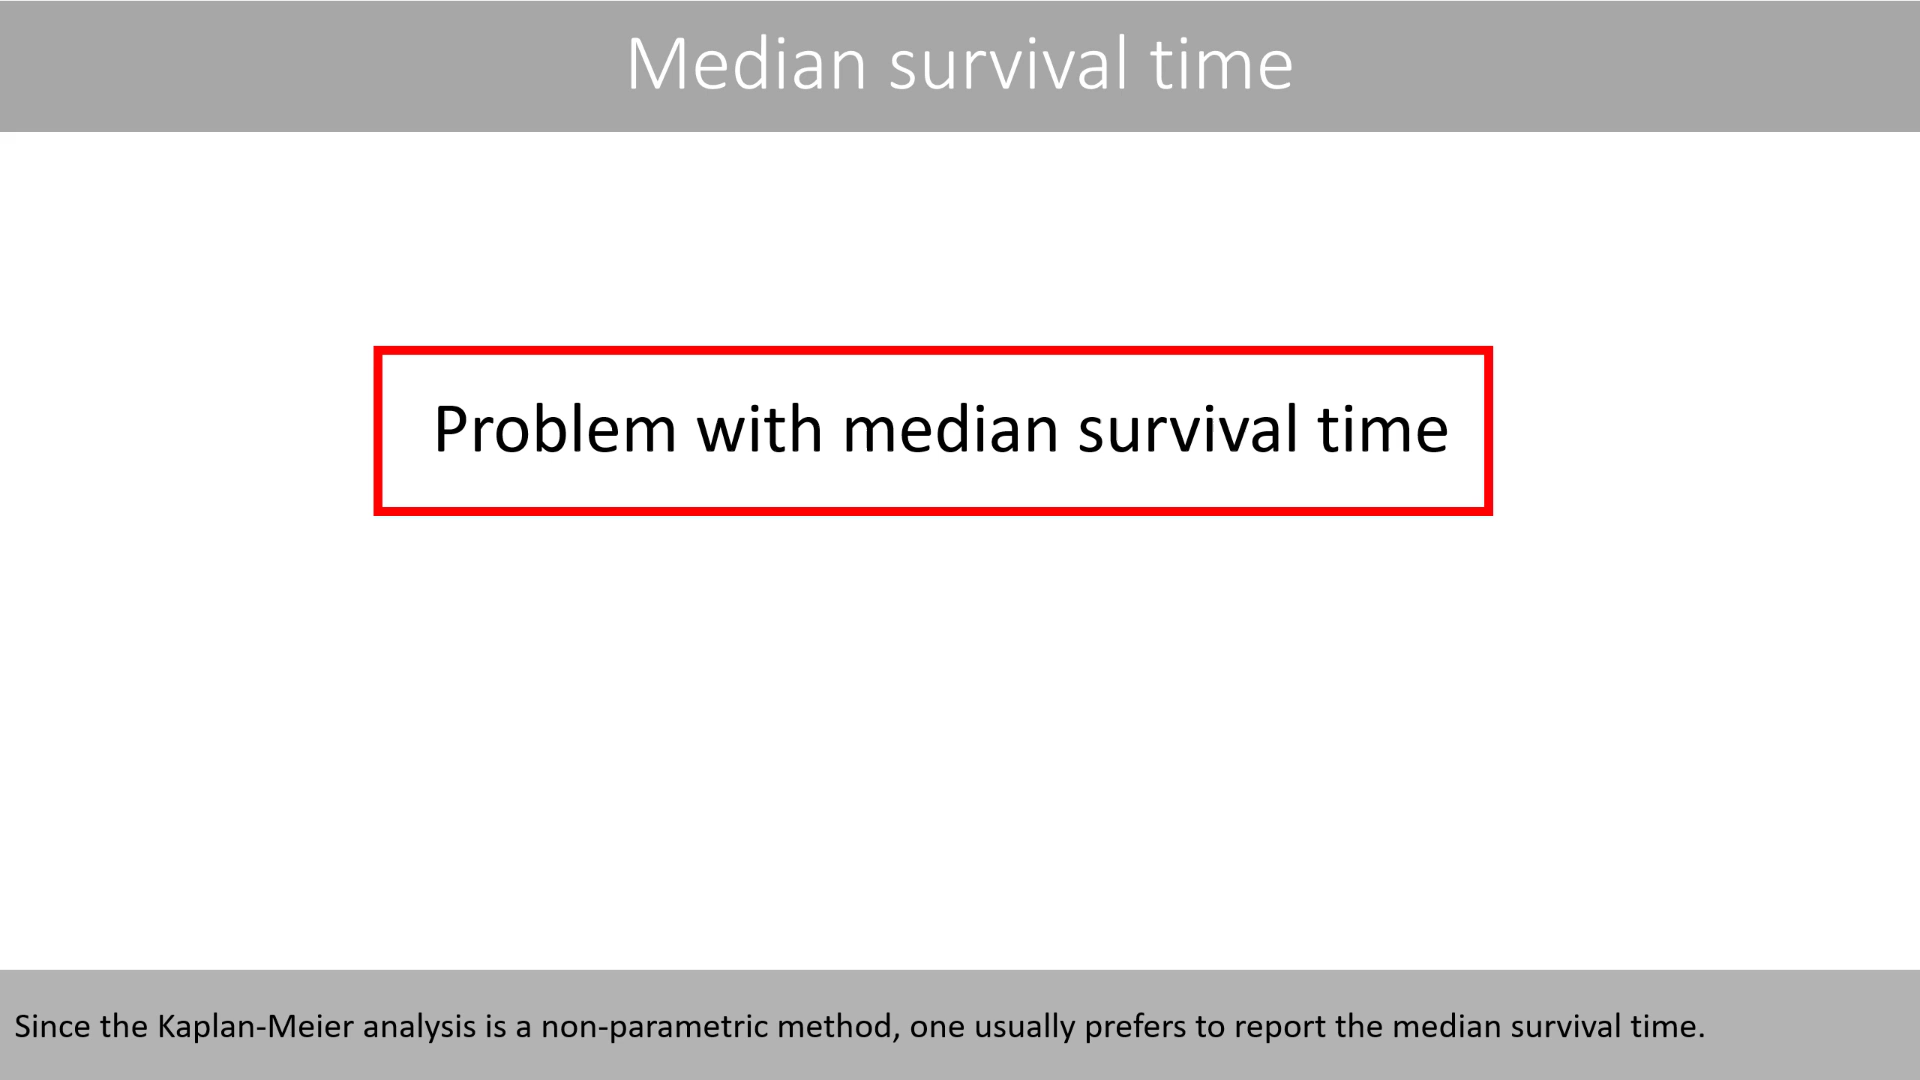 Median survival time
Problem with median survival time
Since the Kaplan-Meier analysis is a non-parametric method, one usually prefers to report the median survival time.